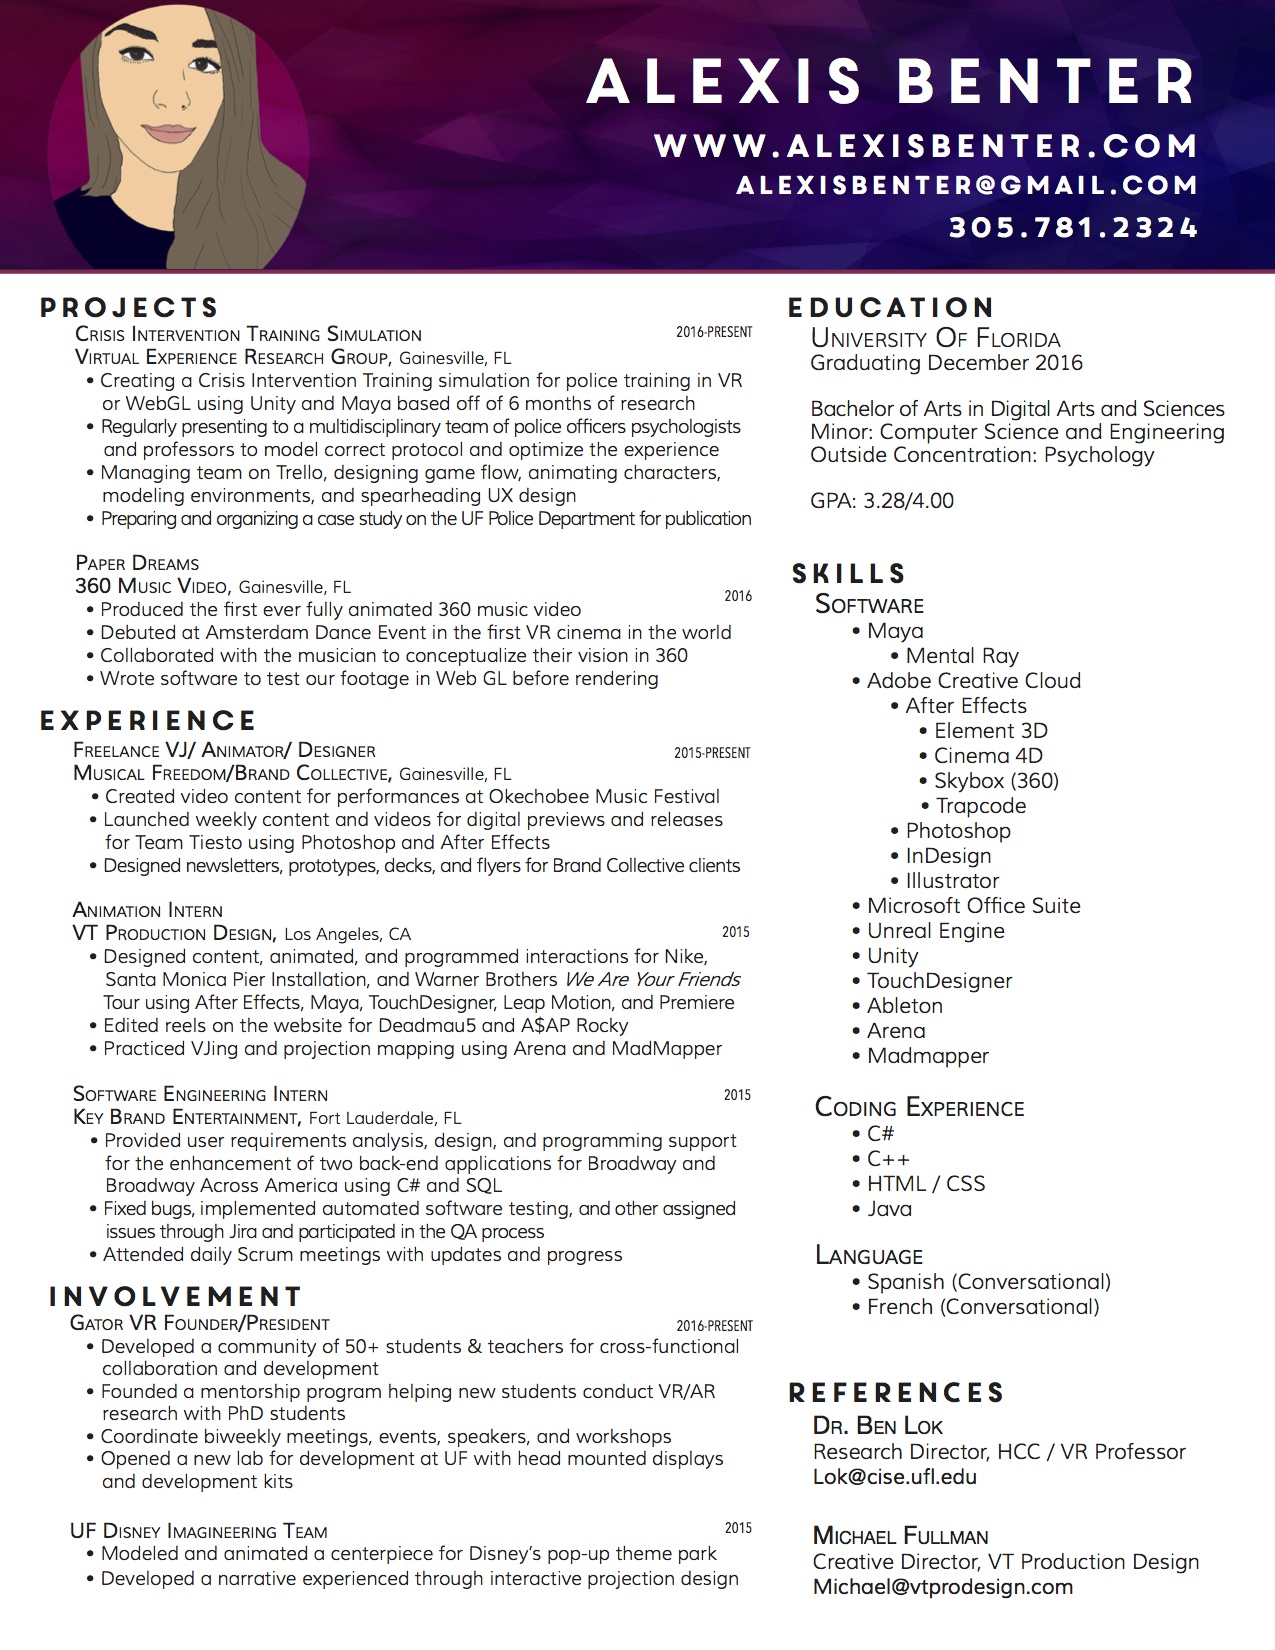 ALEXIS BENTER
WWW.ALEXISBENTER.COM
ALEXISBENTER@GMAIL.COM
305.781.2324
PROJECTS
Crisis Intervention Training Simulation 2016-PRESENT
Virtual Experience Research Group, Gainesville, FL
• Creating a Crisis Intervention Training simulation for police training in VR
or WebGL using Unity and Maya based off of 6 months of research
• Regularly presenting to a multidisciplinary team of police officers psychologists
and professors to model correct protocol and optimize the experience
• Managing team on Trello, designing game flow, animating characters,
modeling environments, and spearheading UX design
• Preparing and organizing a case study on the UF Police Department for publication
Paper Dreams
360 Music Video, Gainesville, FL 2016
• Produced the first ever fully animated 360 music video
• Debuted at Amsterdam Dance Event in the first VR cinema in the world
• Collaborated with the musician to conceptualize their vision in 360
• Wrote software to test our footage in Web GL before rendering
EXPERIENCE
Freelance VJ/ Animator/ Designer 2015-PRESENT
Musical Freedom/Brand Collective, Gainesville, FL
• Created video content for performances at Okechobee Music Festival
• Launched weekly content and videos for digital previews and releases
for Team Tiesto using Photoshop and After Effects
• Designed newsletters, prototypes, decks, and flyers for Brand Collective clients
Animation Intern
VT Production Design, Los Angeles, CA 2015
• Designed content, animated, and programmed interactions for Nike,
Santa Monica Pier Installation, and Warner Brothers We Are Your Friends
Tour using After Effects, Maya, TouchDesigner, Leap Motion, and Premiere
• Edited reels on the website for Deadmau5 and A$AP Rocky
• Practiced VJing and projection mapping using Arena and MadMapper
Software Engineering Intern 2015
Key Brand Entertainment, Fort Lauderdale, FL
• Provided user requirements analysis, design, and programming support
for the enhancement of two back-end applications for Broadway and
Broadway Across America using C# and SQL
• Fixed bugs, implemented automated software testing, and other assigned
issues through Jira and participated in the QA process
• Attended daily Scrum meetings with updates and progress
INVOLVEMENT
Gator VR Founder/President 2016-PRESENT
• Developed a community of 50+ students & teachers for cross-functional
collaboration and development
• Founded a mentorship program helping new students conduct VR/AR
research with PhD students
• Coordinate biweekly meetings, events, speakers, and workshops
• Opened a new lab for development at UF with head mounted displays
and development kits
UF Disney Imagineering Team 2015
• Modeled and animated a centerpiece for Disney's pop-up theme park
• Developed a narrative experienced through interactive projection design
EDUCATION
University Of Florida
Graduating December 2016
Bachelor of Arts in Digital Arts and Sciences
Minor: Computer Science and Engineering
Outside Concentration: Psychology
GPA: 3.28/4.00
SKILLS
Software
• Maya
• Mental Ray
• Adobe Creative Cloud
• After Effects
• Element 3D
• Cinema 4D
• Skybox (360)
• Trapcode
• Photoshop
• InDesign
• Illustrator
• Microsoft Office Suite
• Unreal Engine
• Unity
• TouchDesigner
• Ableton
• Arena
• Madmapper
Coding Experience
• C#
• C++
• HTML / CSS
• Java
Language
• Spanish (Conversational)
• French (Conversational)
REFERENCES
Dr. Ben Lok
Research Director, HCC / VR Professor
Lok@cise.ufl.edu
Michael Fullman
Creative Director, VT Production Design
Michael@vtprodesign.com